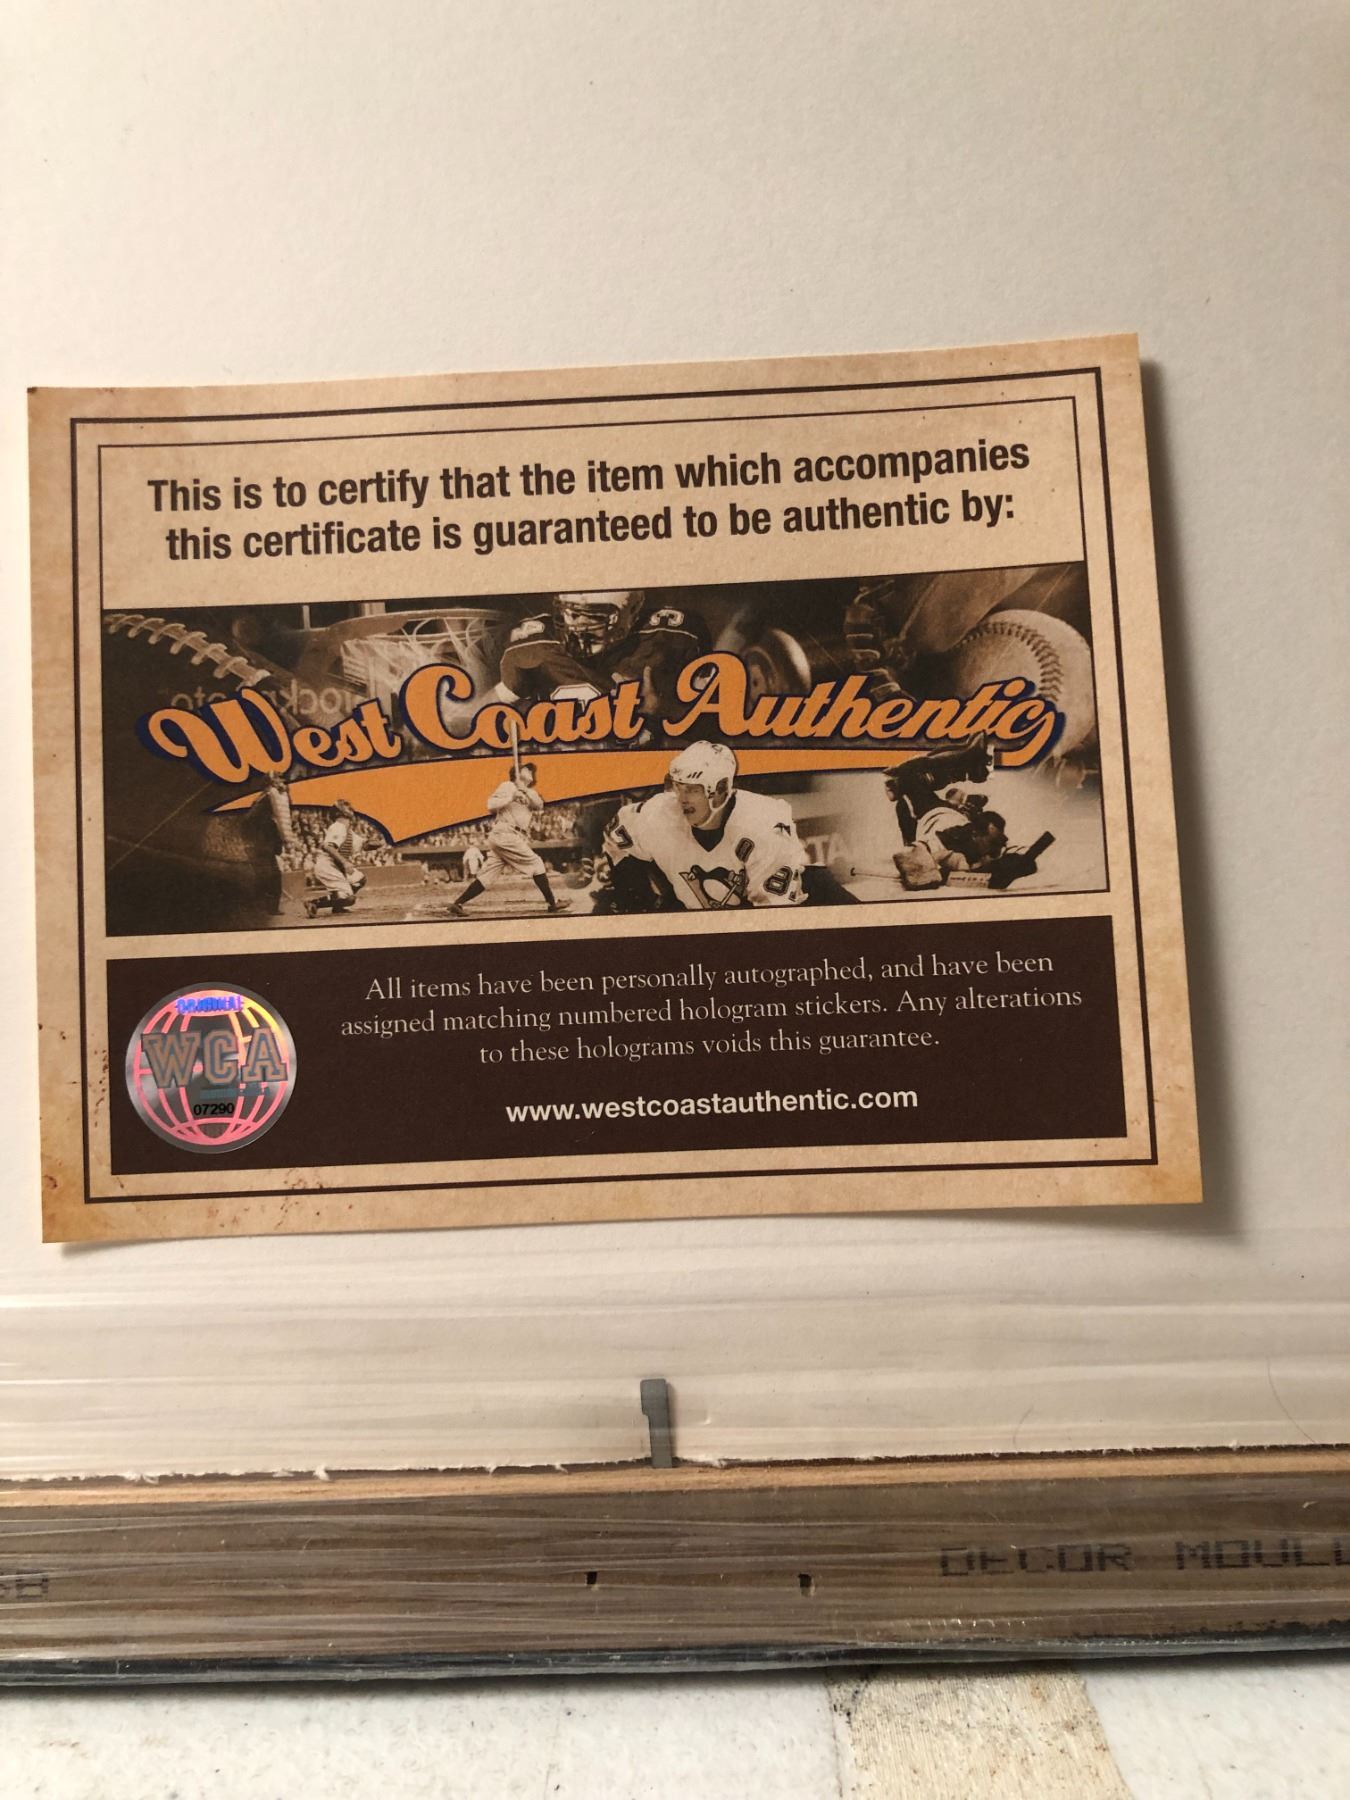 This is to certify that the item which accompanies
this certificate is guaranteed to be authentic by:
West Coast Authentic
All items have been personally autographed, and have been
assigned matching numbered hologram stickers. Any alterations
to these holograms voids this guarantee.
www.westcoastauthentic.com
ORIGINAL
WCA
07290
DECOR MOUL